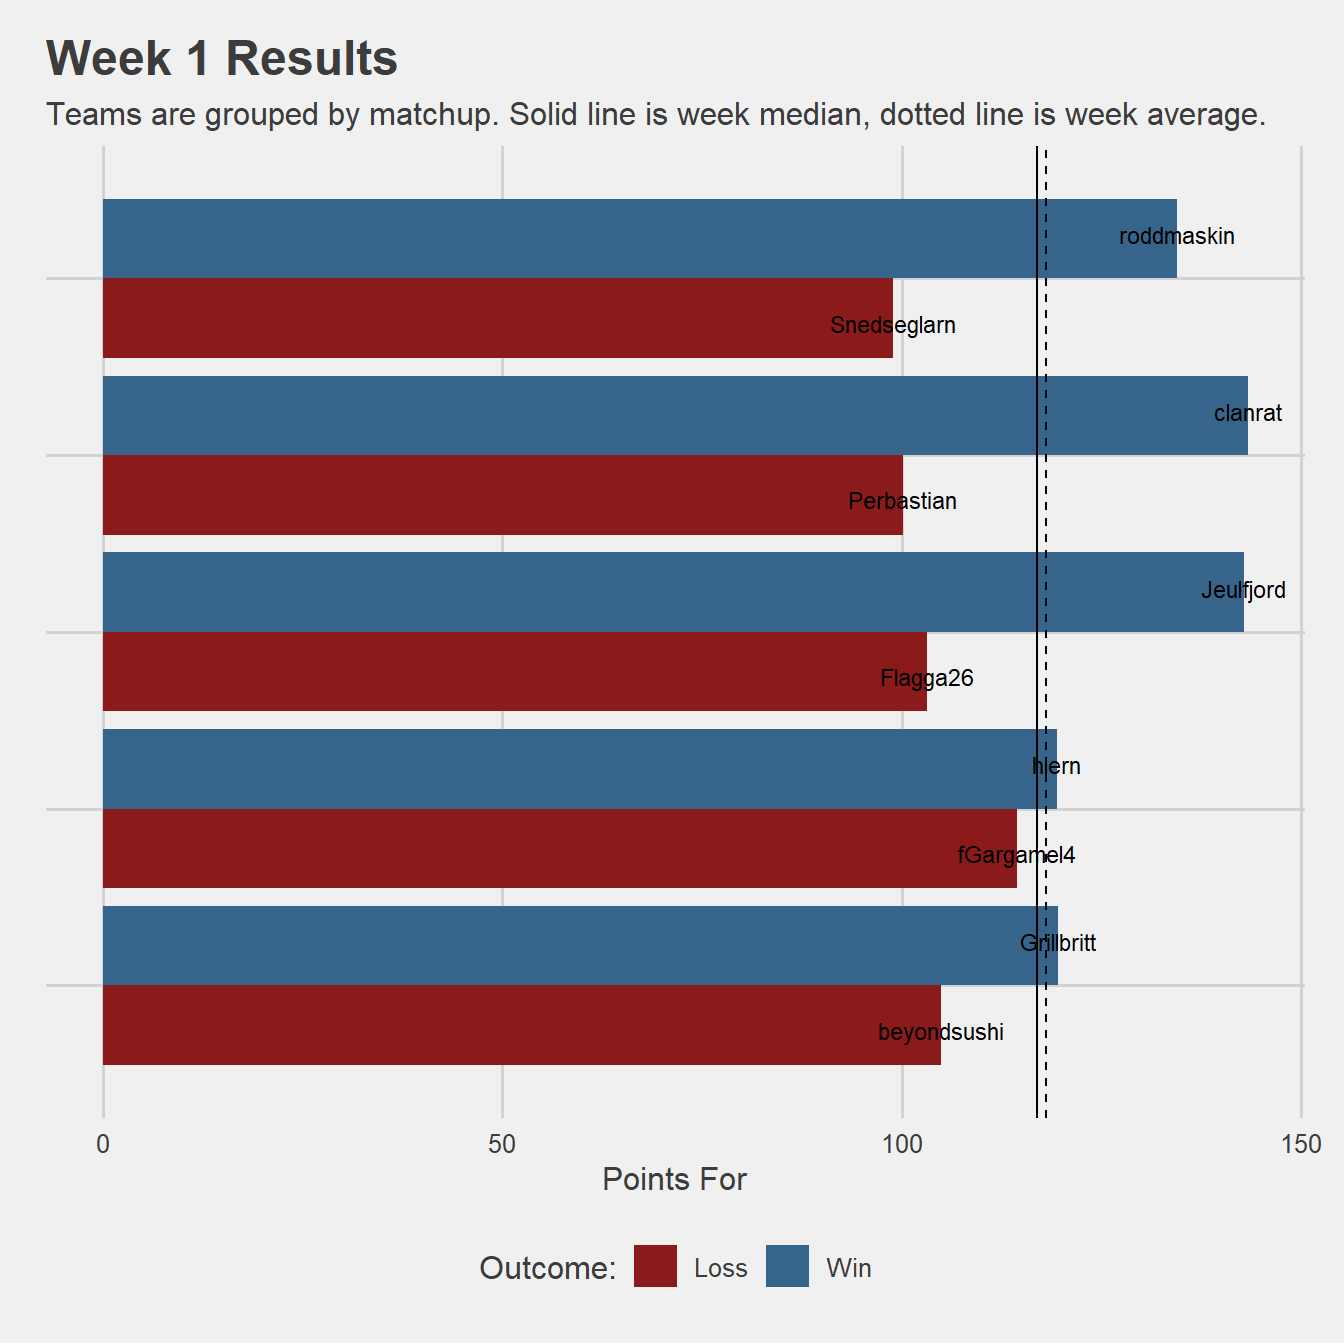 Week 1 Results
Teams are grouped by matchup. Solid line is week median, dotted line is week average.
roddmaskin
Snedseglarn
clanrat
Perbastian
Jeulfjord
Flagga26
hlern
fGargamel4
Grillbritt
beyondsushi
0 50 100 150
Points For
Outcome: Loss Win